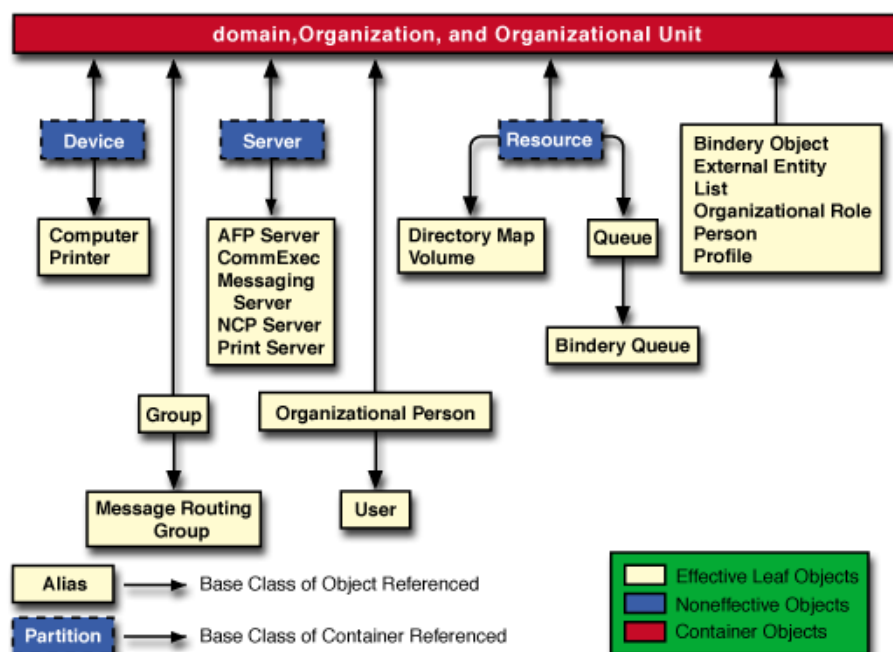 domain,Organization, and Organizational Unit
Device
Server
Resource
Bindery Object
External Entity
List
Organizational Role
Person
Profile
Computer
Printer
AFP Server
CommExec
Messaging
Server
NCP Server
Print Server
Directory Map
Volume
Queue
Bindery Queue
Group
Organizational Person
Message Routing
Group
User
Alias
Base Class of Object Referenced
Partition
Base Class of Container Referenced
Effective Leaf Objects
Noneffective Objects
Container Objects